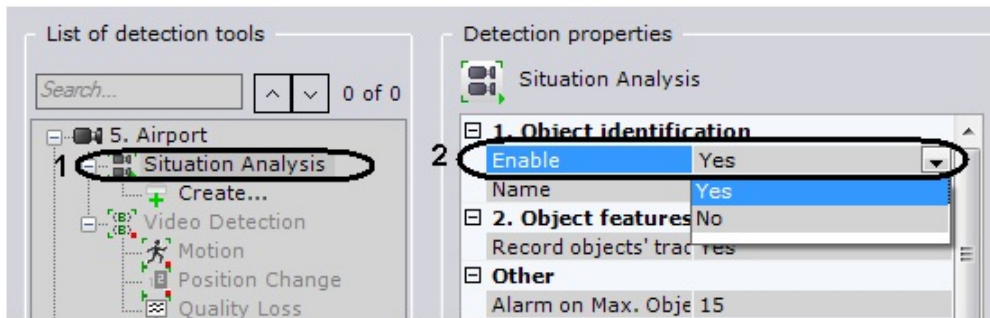 List of detection tools
Search...
0 of 0
5. Airport
1
Situation Analysis
Create...
Video Detection
Motion
Position Change
Quality Loss
Detection properties
Situation Analysis
1. Object identification
2
Enable Yes
Name Yes
2. Object features No
Record objects' trac Yes
Other
Alarm on Max. Obje 15